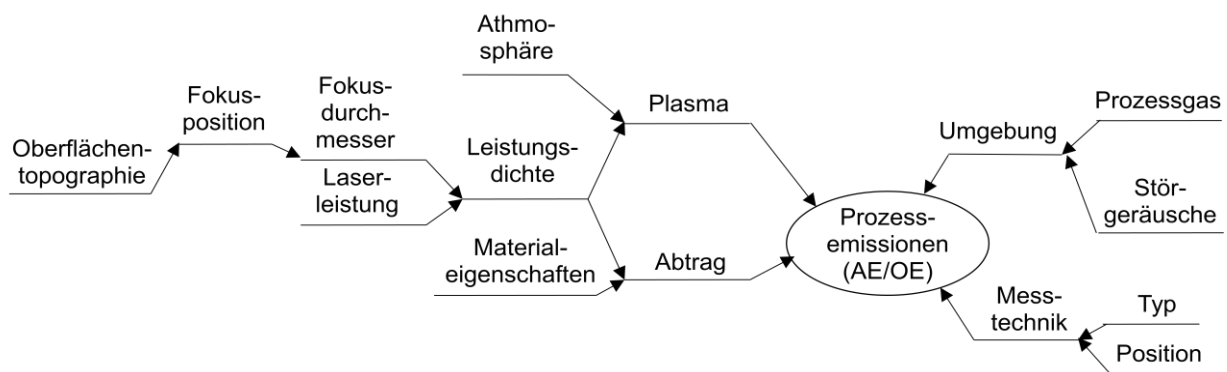 Athmo-
sphäre
Fokus-
position
Fokus-
durch-
messer
Oberflächen-
topographie
Laser-
leistung
Leistungs-
dichte
Material-
eigenschaften
Plasma
Abtrag
Prozess-
emissionen
(AE/OE)
Umgebung
Prozessgas
Stör-
geräusche
Mess-
technik
Typ
Position